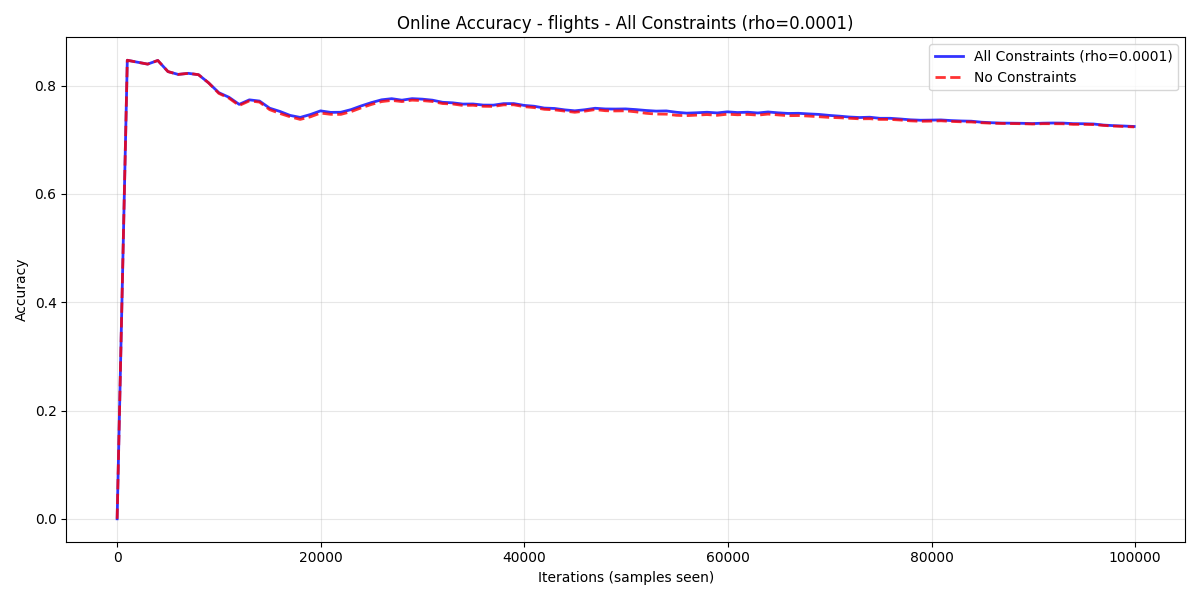 Online Accuracy - flights - All Constraints (rho=0.0001)
All Constraints (rho=0.0001)
No Constraints
Accuracy
0.8
0.6
0.4
0.2
0.0
0 20000 40000 60000 80000 100000
Iterations (samples seen)